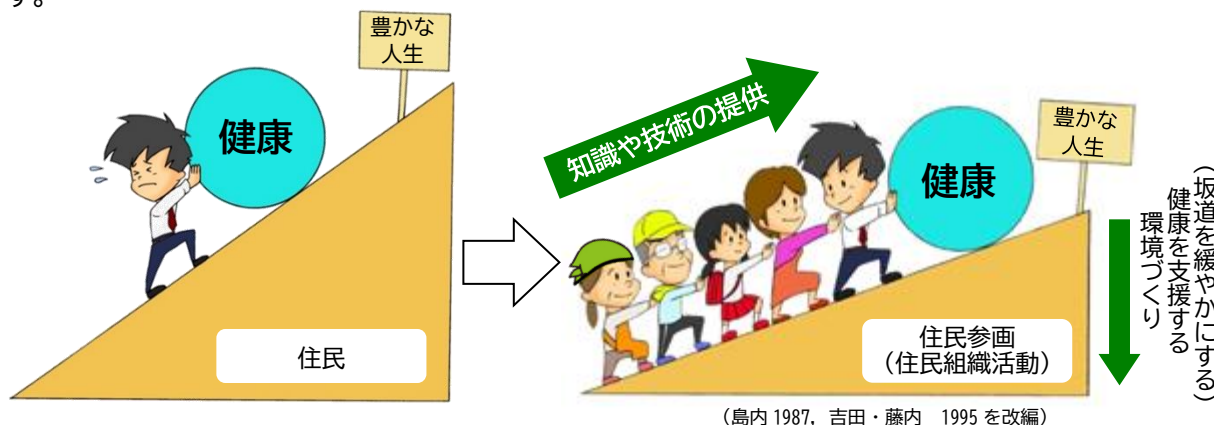 す。
豊かな
人生
健康
住民
知識や技術の提供
健康
豊かな
人生
住民参画
（住民組織活動）
（坂道を緩やかにする）
健康を支援する
環境づくり
（島内 1987, 吉田・藤内　1995 を改編）